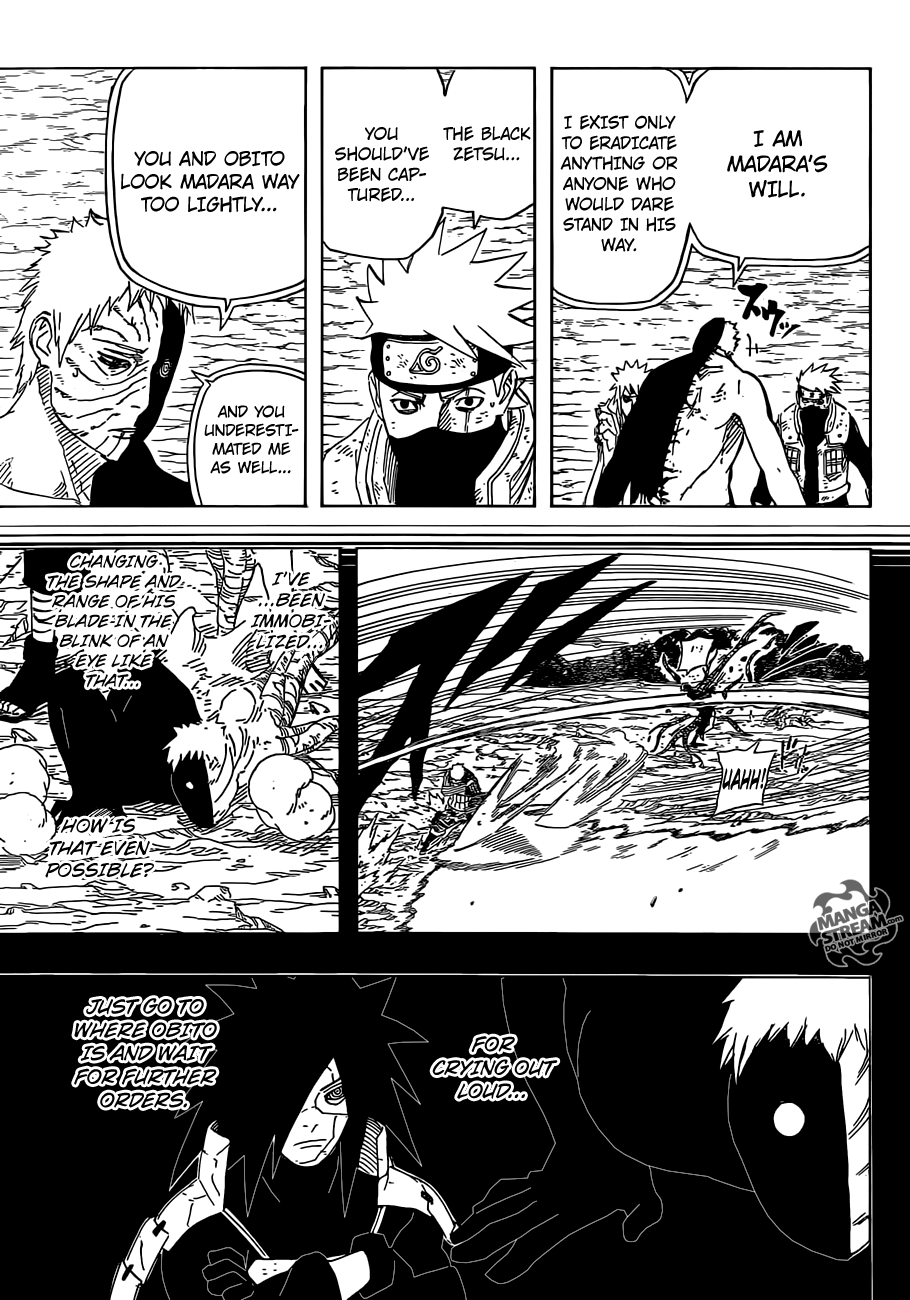 I AM
MADARA'S
WILL.
I EXIST ONLY
TO ERADICATE
ANYTHING OR
ANYONE WHO
WOULD DARE
STAND IN HIS
WAY.
ズウッ
THE BLACK
ZETSU...
YOU
SHOULD'VE
BEEN CAP-
TURED...
YOU AND OBITO
LOOK MADARA WAY
TOO LIGHTLY...
AND YOU
UNDERESTI-
MATED ME
AS WELL...
UAHH!
I'VE
...BEEN
IMMOBI-
LIZED...
CHANGING
THE SHAPE AND
RANGE OF HIS
BLADE IN THE
BLINK OF AN
EYE LIKE
THAT...
HOW IS
THAT EVEN
POSSIBLE?
MANGA
STREAM.com
DO NOT MIRROR
FOR
CRYING OUT
LOUD...
JUST GO TO
WHERE OBITO
IS AND WAIT
FOR FURTHER
ORDERS.